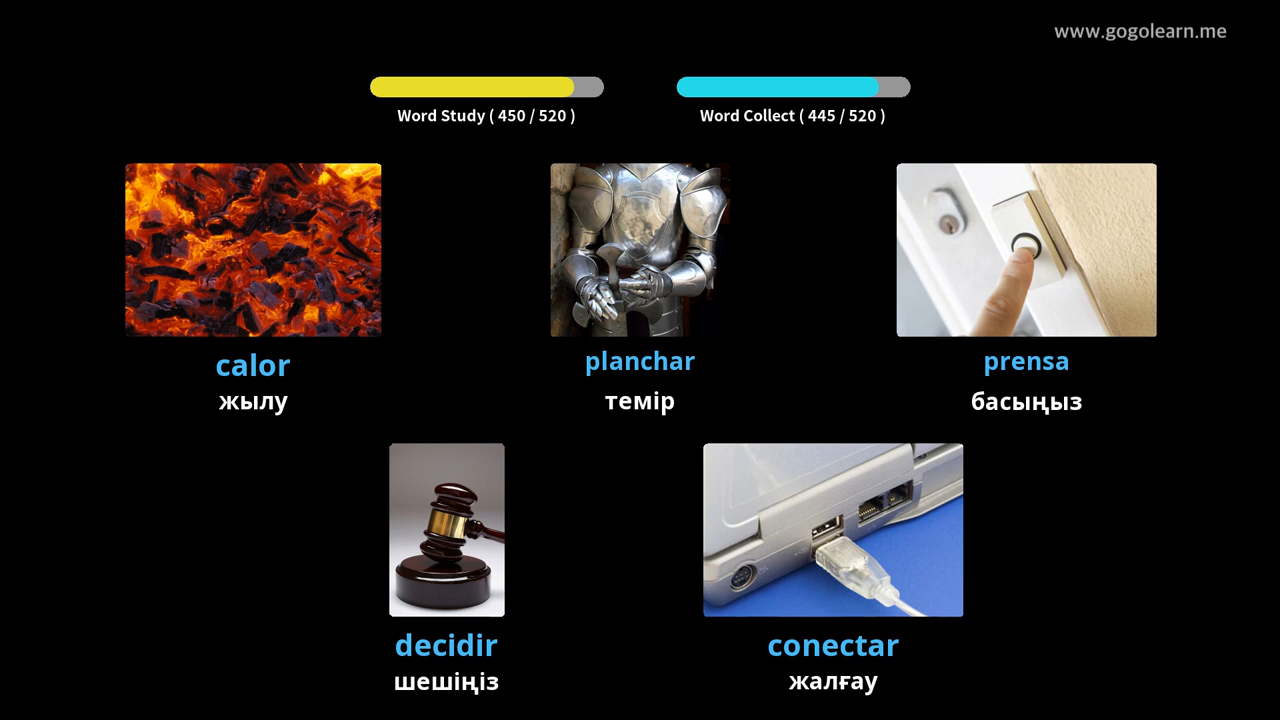 www.gogolearn.me
Word Study ( 450 / 520 )
Word Collect ( 445 / 520 )
calor
жылу
planchar
темір
prensa
басыңыз
decidir
шешіңіз
conectar
жалғау